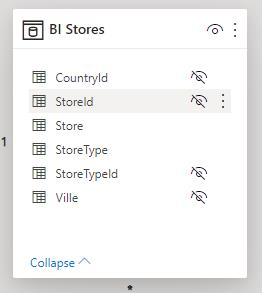 BI Stores
CountryId
StoreId
Store
StoreType
StoreTypeId
Ville
1
Collapse
*